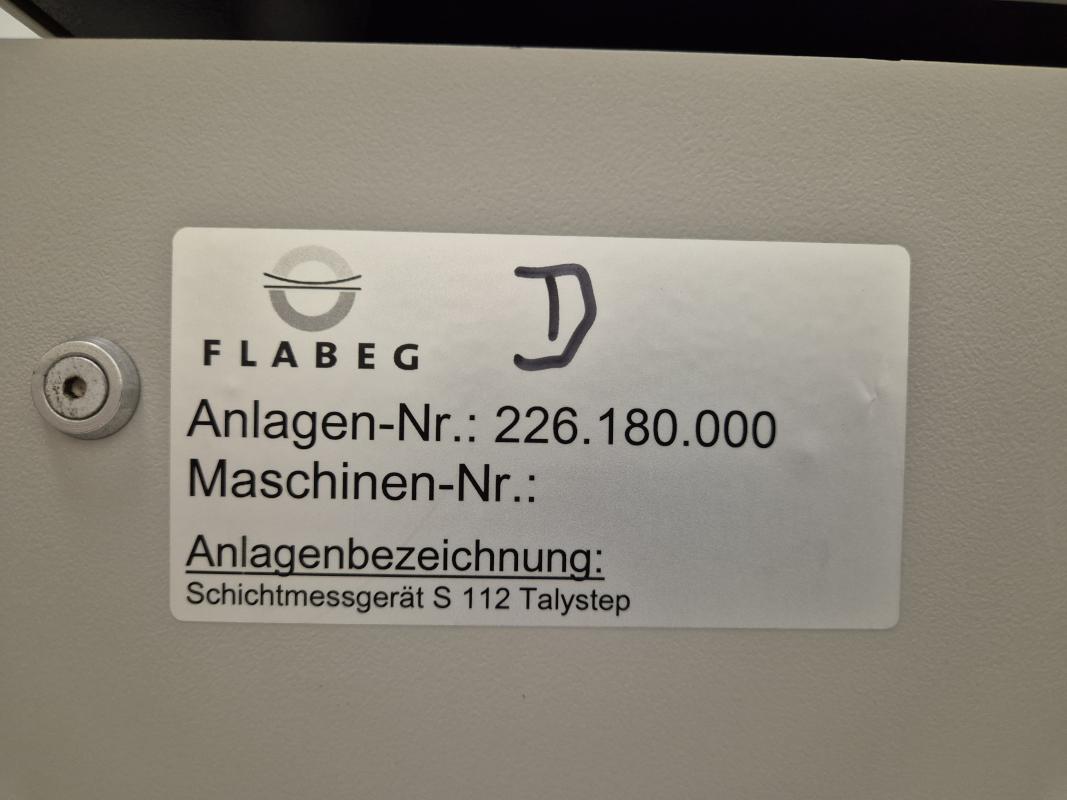 FLABEG
D
Anlagen-Nr.: 226.180.000
Maschinen-Nr.:
Anlagenbezeichnung:
Schichtmessgerät S 112 Talystep